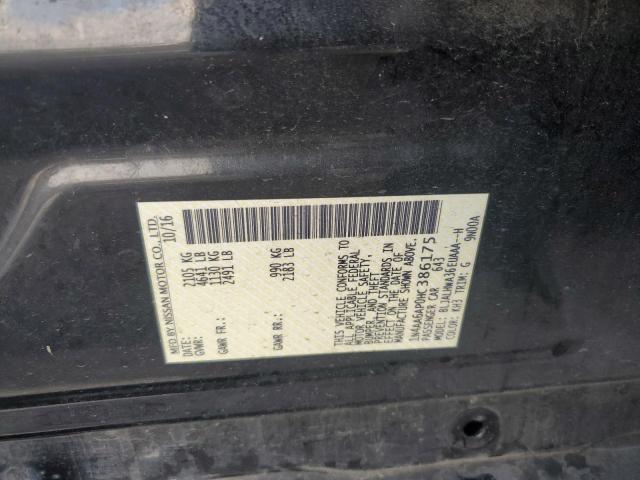 MFD BY NISSAN MOTOR CO., LTD.
DATE: 10/16
GVWR: 2105 KG
4641 LB
GAWR FR.: 1130 KG
2491 LB
GAWR RR.: 990 KG
2183 LB
THIS VEHICLE CONFORMS TO
ALL APPLICABLE FEDERAL
MOTOR VEHICLE SAFETY,
BUMPER, AND THEFT
PREVENTION STANDARDS IN
EFFECT ON THE DATE OF
MANUFACTURE SHOWN ABOVE.
1N4AA6AP0HC386175
PASSENGER CAR 643
MODEL: BLJALHWA36EUAAA--H
COLOR: KH3 TRIM: G 9N00A